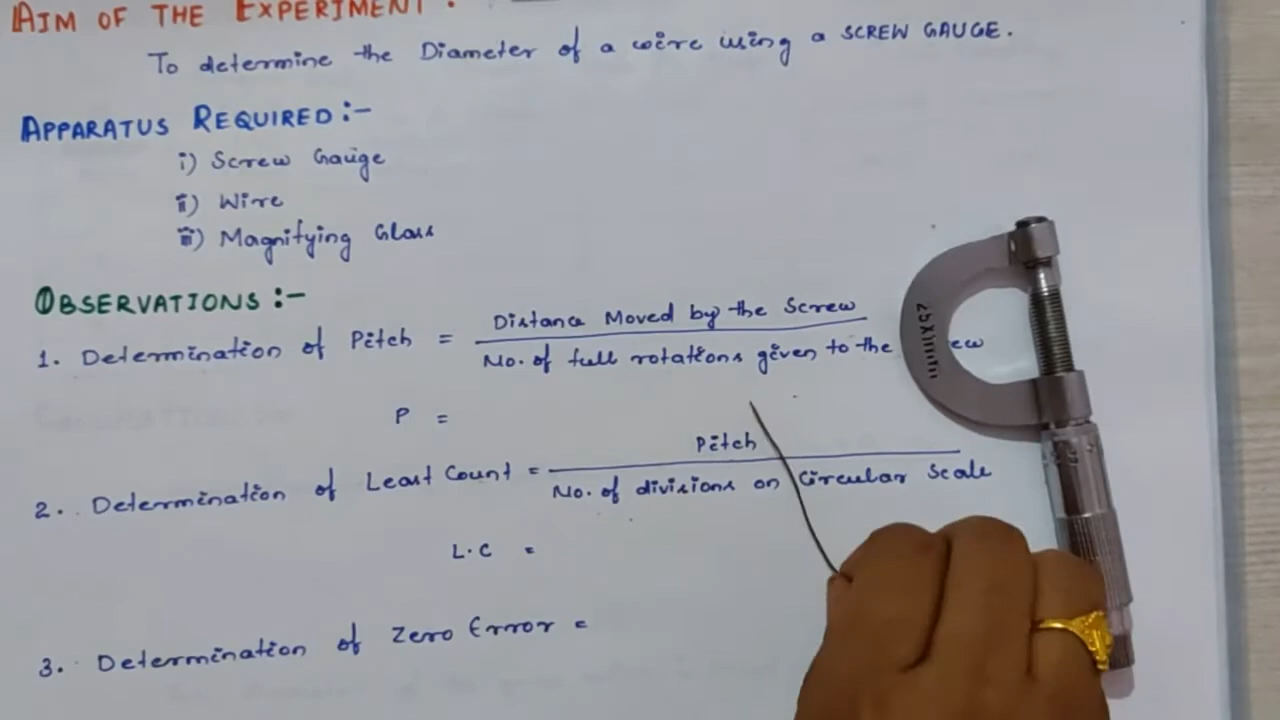 AIM OF THE EXPERIMENT :
To determine the Diameter of a wire using a SCREW GAUGE.
APPARATUS REQUIRED :-
i) Screw Gauge
ii) Wire
iii) Magnifying Glass
OBSERVATIONS :-
1. Determination of Pitch = Distance Moved by the Screw
No. of full rotations given to the ew
P =
2. Determination of Least Count = Pitch
No. of divisions on Circular Scale
L.C =
3. Determination of Zero Error =